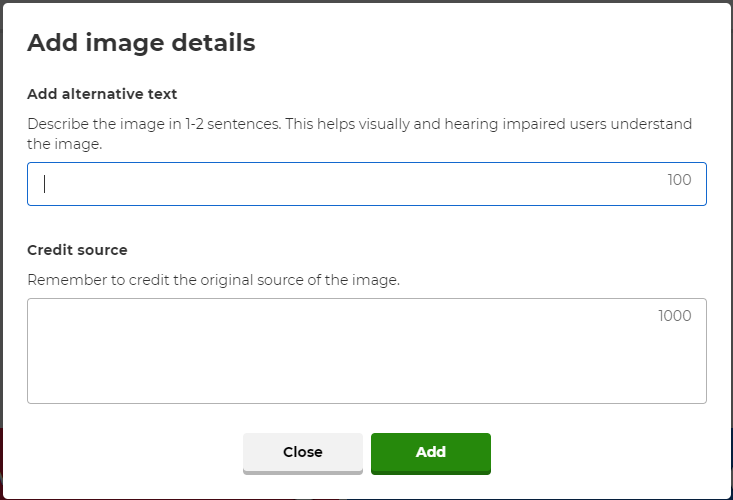 Add image details
Add alternative text
Describe the image in 1-2 sentences. This helps visually and hearing impaired users understand
the image.
100
Credit source
Remember to credit the original source of the image.
1000
Close
Add